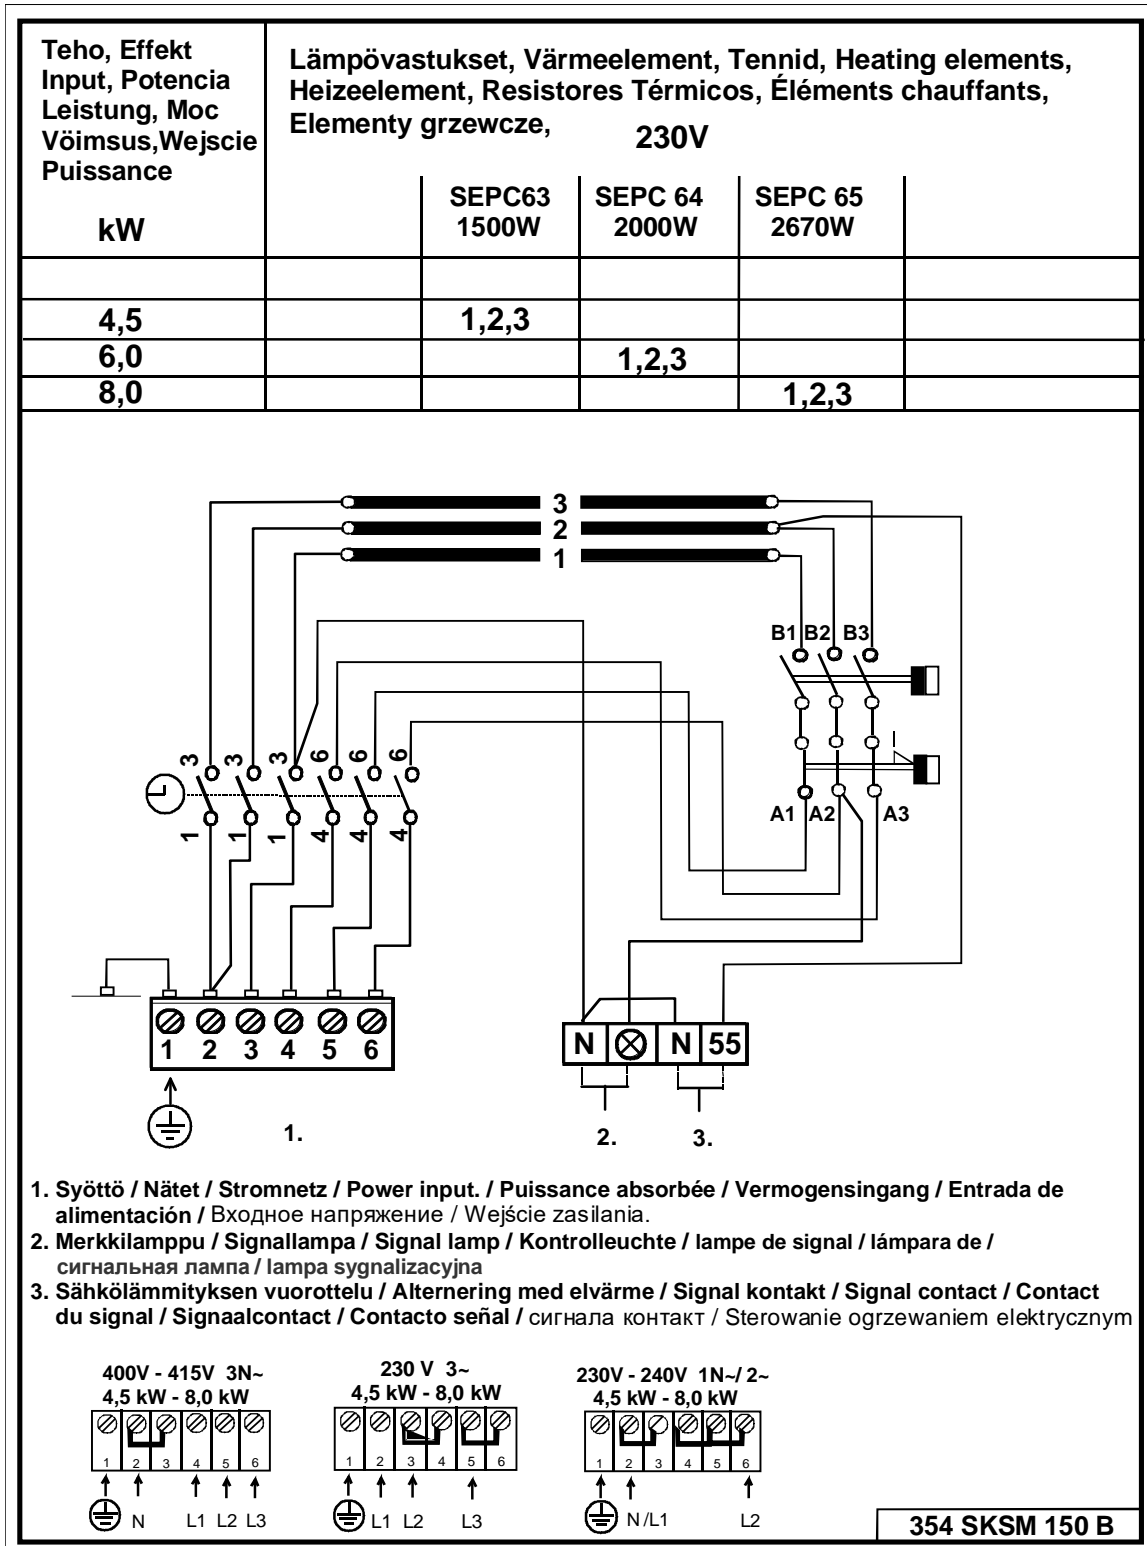 Teho, Effekt
Input, Potencia
Leistung, Moc
Vöimsus,Wejscie
Puissance
kW
Lämpövastukset, Värmeelement, Tennid, Heating elements,
Heizeelement, Resistores Térmicos, Éléments chauffants,
Elementy grzewcze, 230V
SEPC63 SEPC 64 SEPC 65
1500W 2000W 2670W
4,5 1,2,3
6,0 1,2,3
8,0 1,2,3
3
2
1
B1 B2 B3
3 3 3 6 6 6
1 1 1 4 4 4
A1 A2 A3
1 2 3 4 5 6
N N 55
1. 2. 3.
1. Syöttö / Nätet / Stromnetz / Power input. / Puissance absorbée / Vermogensingang / Entrada de
alimentación / Входное напряжение / Wejście zasilania.
2. Merkkilamppu / Signallampa / Signal lamp / Kontrolleuchte / lampe de signal / lámpara de /
сигнальная лампа / lampa sygnalizacyjna
3. Sähkölämmityksen vuorottelu / Alternering med elvärme / Signal kontakt / Signal contact / Contact
du signal / Signaalcontact / Contacto señal / сигнала контакт / Sterowanie ogrzewaniem elektrycznym
400V - 415V 3N~
4,5 kW - 8,0 kW
1 2 3 4 5 6
N L1 L2 L3
230 V 3~
4,5 kW - 8,0 kW
1 2 3 4 5 6
L1 L2 L3
230V - 240V 1N~/ 2~
4,5 kW - 8,0 kW
1 2 3 4 5 6
N /L1 L2
354 SKSM 150 B